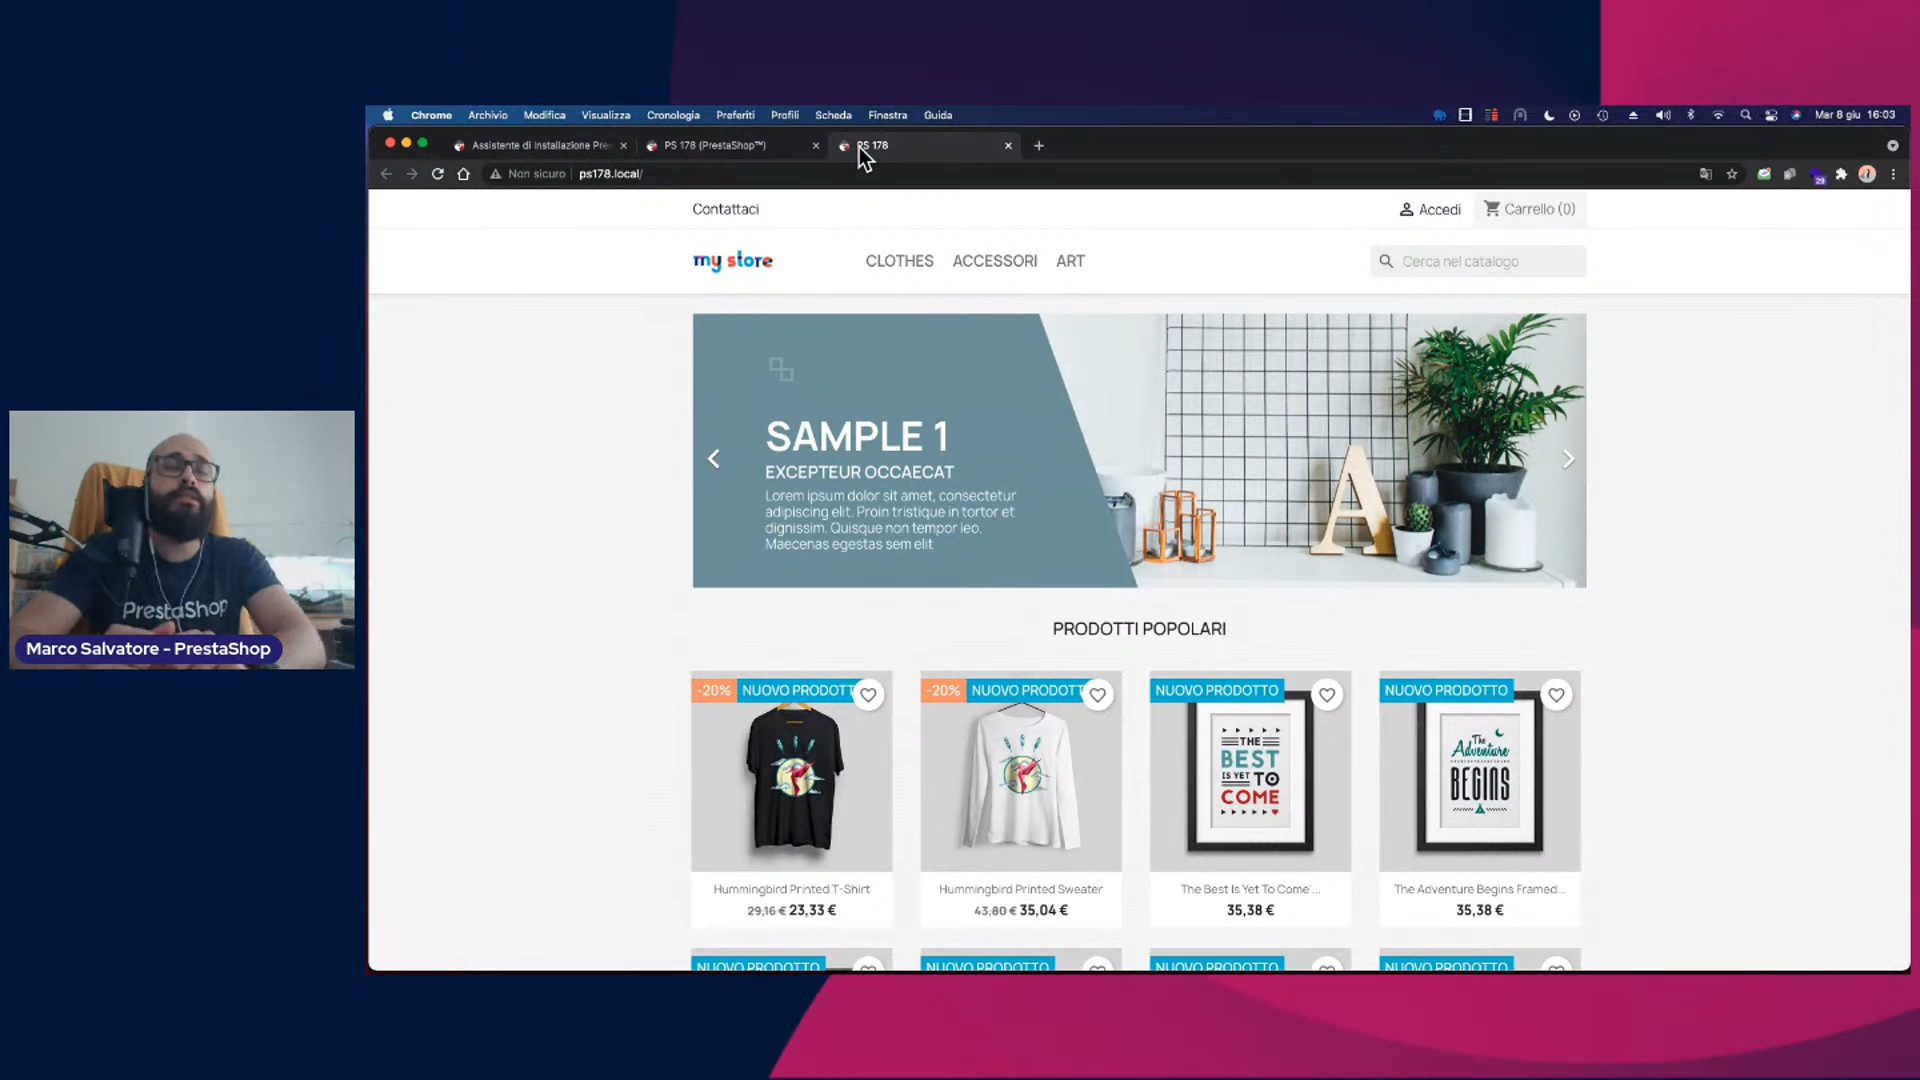 Chrome Archivio Modifica Visualizza Cronologia Preferiti Profili Scheda Finestra Guida Mar 8 giu 16:03
Assistente di Installazione Pre PS 178 (PrestaShop™) PS 178
Non sicuro ps178.local/ 29
Contattaci Accedi Carrello (0)
my store CLOTHES ACCESSORI ART Cerca nel catalogo
SAMPLE 1
EXCEPTEUR OCCAECAT
Lorem ipsum dolor sit amet, consectetur
adipiscing elit. Proin tristique in tortor et
dignissim. Quisque non tempor leo.
Maecenas egestas sem elit
A
PrestaShop
Marco Salvatore - PrestaShop
PRODOTTI POPOLARI
-20% NUOVO PRODOTT
-20% NUOVO PRODOTT
NUOVO PRODOTTO
NUOVO PRODOTTO
THE
BEST
IS YET TO
COME
The
Adventure
BEGINS
Hummingbird Printed T-Shirt
29,16 € 23,33 €
Hummingbird Printed Sweater
43,80 € 35,04 €
The Best Is Yet To Come'...
35,38 €
The Adventure Begins Framed...
35,38 €
NUOVO PRODOTTO
NUOVO PRODOTTO
NUOVO PRODOTTO
NUOVO PRODOTTO